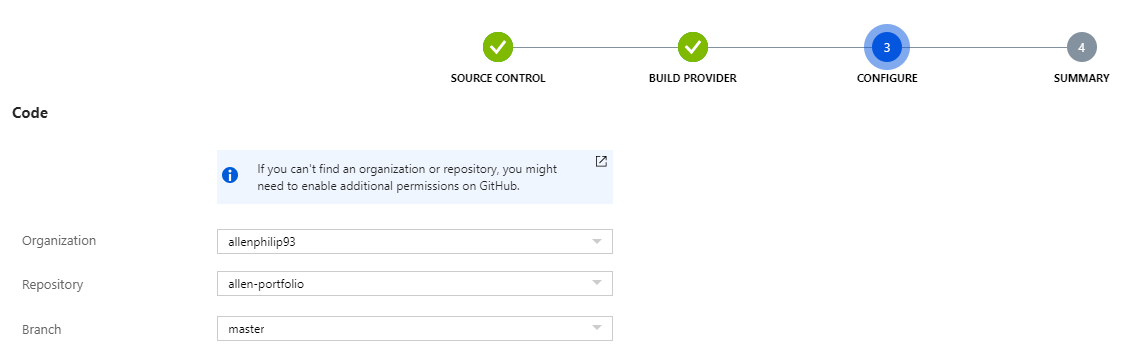 3
4
SOURCE CONTROL
BUILD PROVIDER
CONFIGURE
SUMMARY
Code
If you can't find an organization or repository, you might
need to enable additional permissions on GitHub.
Organization
allenphilip93
Repository
allen-portfolio
Branch
master